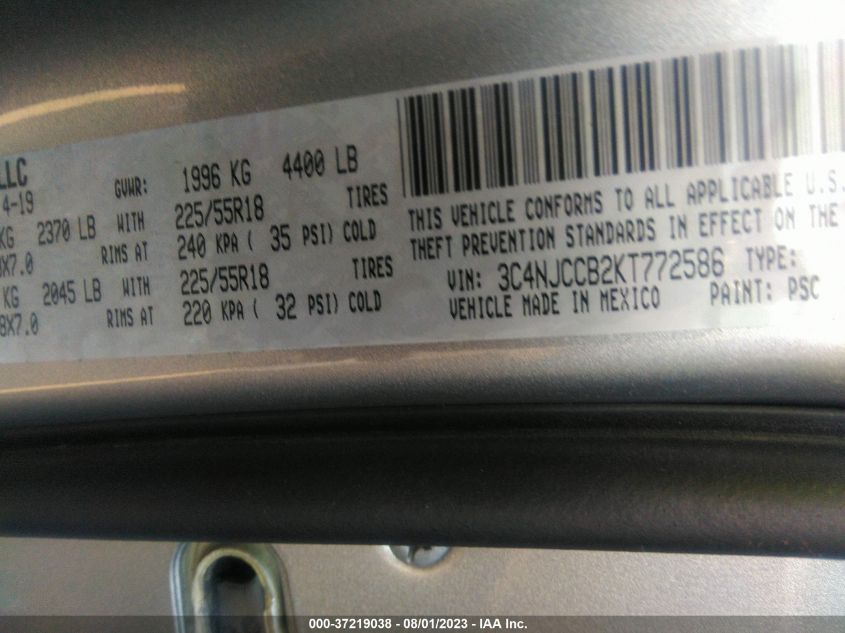 LLC
4-19
GVWR: 1996 KG 4400 LB
KG 2370 LB WITH 225/55R18 TIRES
X7.0 RIMS AT 240 KPA ( 35 PSI) COLD
KG 2045 LB WITH 225/55R18 TIRES
8X7.0 RIMS AT 220 KPA ( 32 PSI) COLD
THIS VEHICLE CONFORMS TO ALL APPLICABLE U.S.
THEFT PREVENTION STANDARDS IN EFFECT ON THE
VIN: 3C4NJCCB2KT772586 TYPE:
VEHICLE MADE IN MEXICO PAINT: PSC
000-37219038 - 08/01/2023 - IAA Inc.